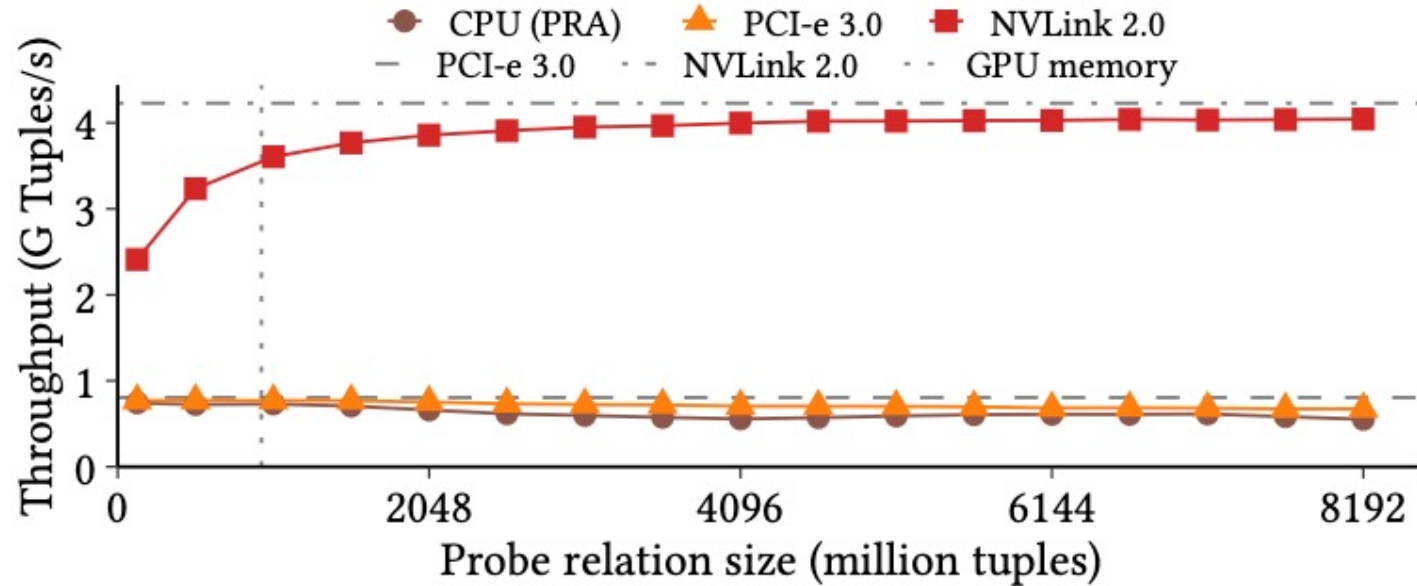 CPU (PRA) PCI-e 3.0 NVLink 2.0
PCI-e 3.0 NVLink 2.0 GPU memory
Throughput (G Tuples/s)
4
3
2
1
0
0 2048 4096 6144 8192
Probe relation size (million tuples)